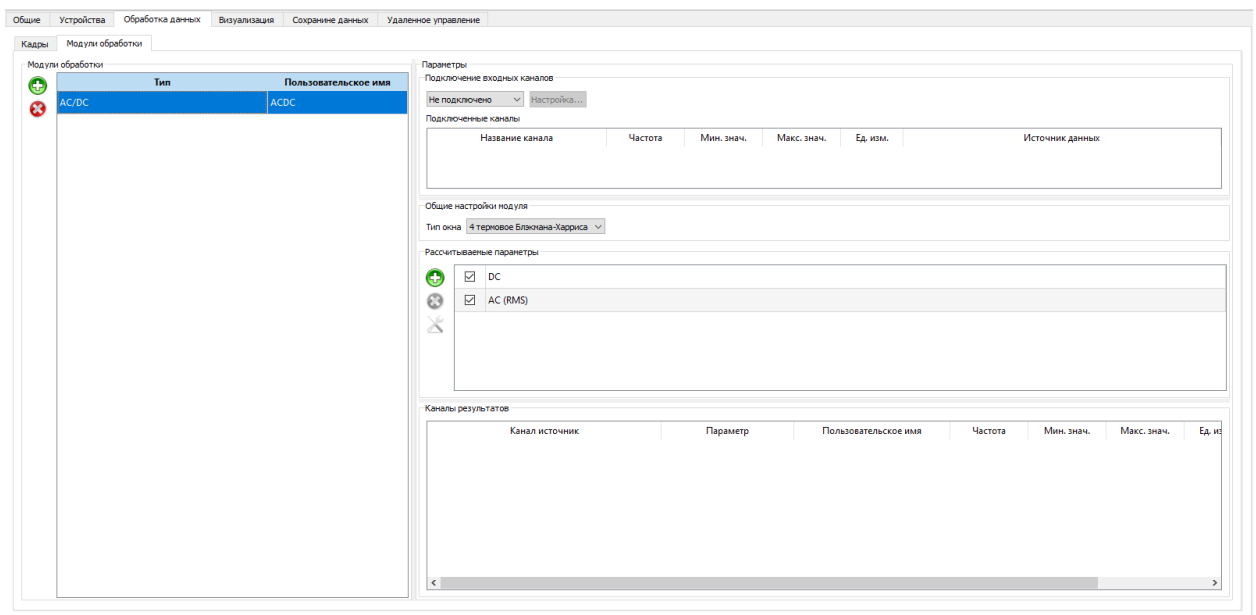 Общие Устройства Обработка данных Визуализация Сохранине данных Удаленное управление
Кадры Модули обработки
Модули обработки
Тип Пользовательское имя
AC/DC ACDC
Параметры
Подключение входных каналов
Не подключено Настройка...
Подключенные каналы
Название канала Частота Мин. знач. Макс. знач. Ед. изм. Источник данных
Общие настройки модуля
Тип окна 4 термовое Блэкмана-Харриса
Рассчитываемые параметры
DC
AC (RMS)
Каналы результатов
Канал источник Параметр Пользовательское имя Частота Мин. знач. Макс. знач. Ед. из